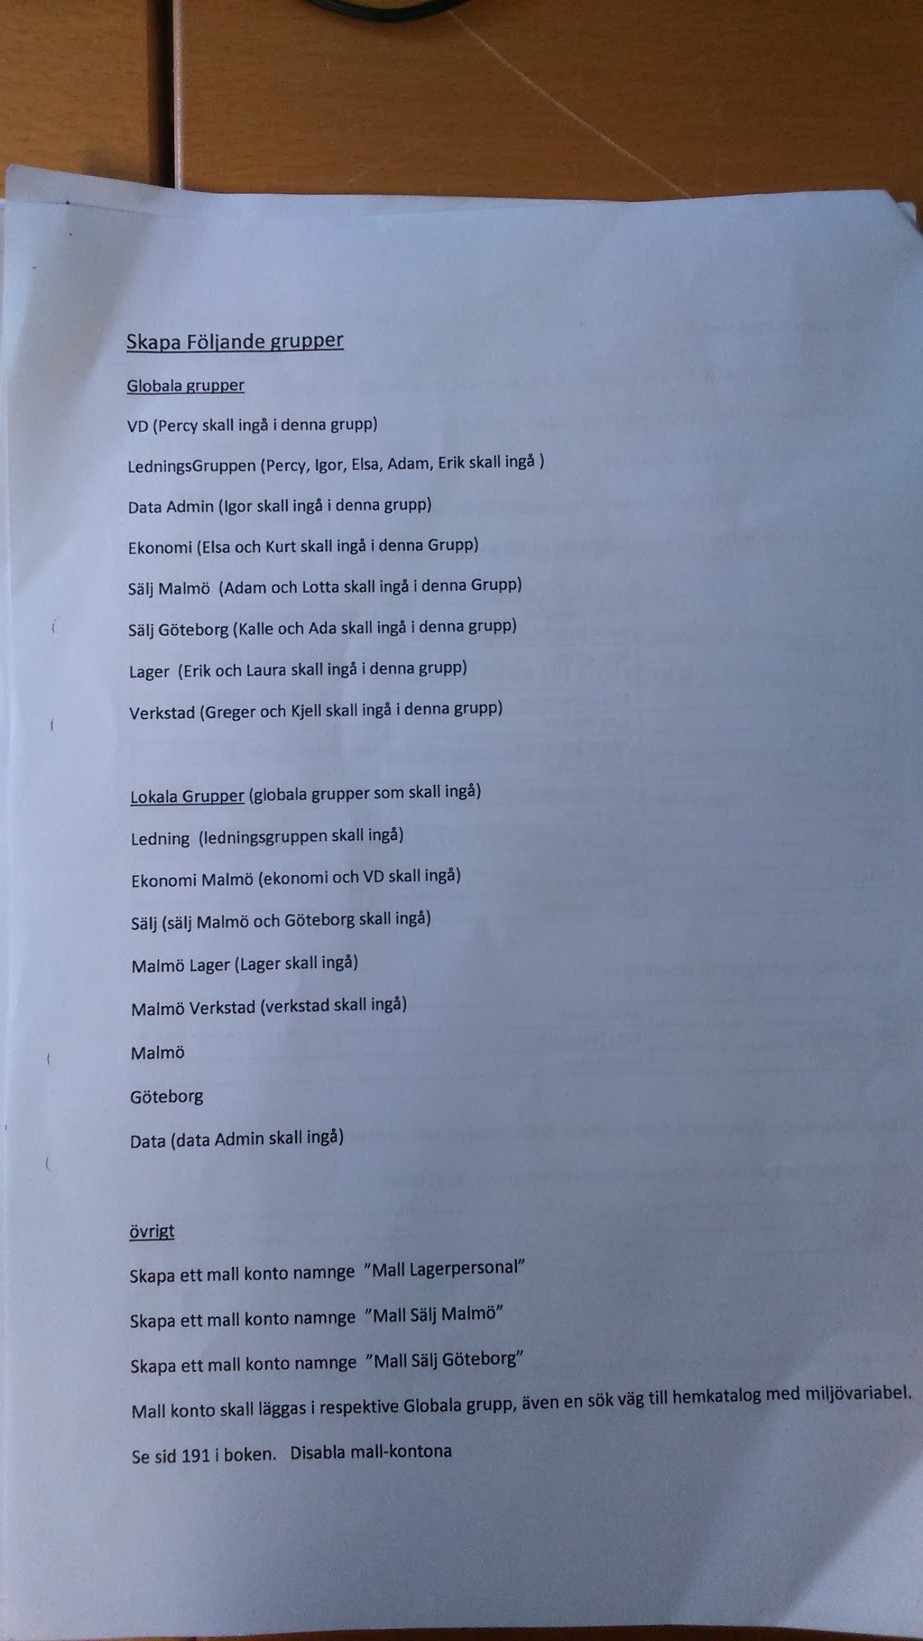 Skapa Följande grupper
Globala grupper
VD (Percy skall ingå i denna grupp)
LedningsGruppen (Percy, Igor, Elsa, Adam, Erik skall ingå )
Data Admin (Igor skall ingå i denna grupp)
Ekonomi (Elsa och Kurt skall ingå i denna Grupp)
Sälj Malmö  (Adam och Lotta skall ingå i denna Grupp)
Sälj Göteborg (Kalle och Ada skall ingå i denna grupp)
Lager  (Erik och Laura skall ingå i denna grupp)
Verkstad (Greger och Kjell skall ingå i denna grupp)
Lokala Grupper (globala grupper som skall ingå)
Ledning  (ledningsgruppen skall ingå)
Ekonomi Malmö (ekonomi och VD skall ingå)
Sälj (sälj Malmö och Göteborg skall ingå)
Malmö Lager (Lager skall ingå)
Malmö Verkstad (verkstad skall ingå)
Malmö
Göteborg
Data (data Admin skall ingå)
övrigt
Skapa ett mall konto namnge  ”Mall Lagerpersonal”
Skapa ett mall konto namnge  ”Mall Sälj Malmö”
Skapa ett mall konto namnge  ”Mall Sälj Göteborg”
Mall konto skall läggas i respektive Globala grupp, även en sök väg till hemkatalog med miljövariabel.
Se sid 191 i boken.   Disabla mall-kontona